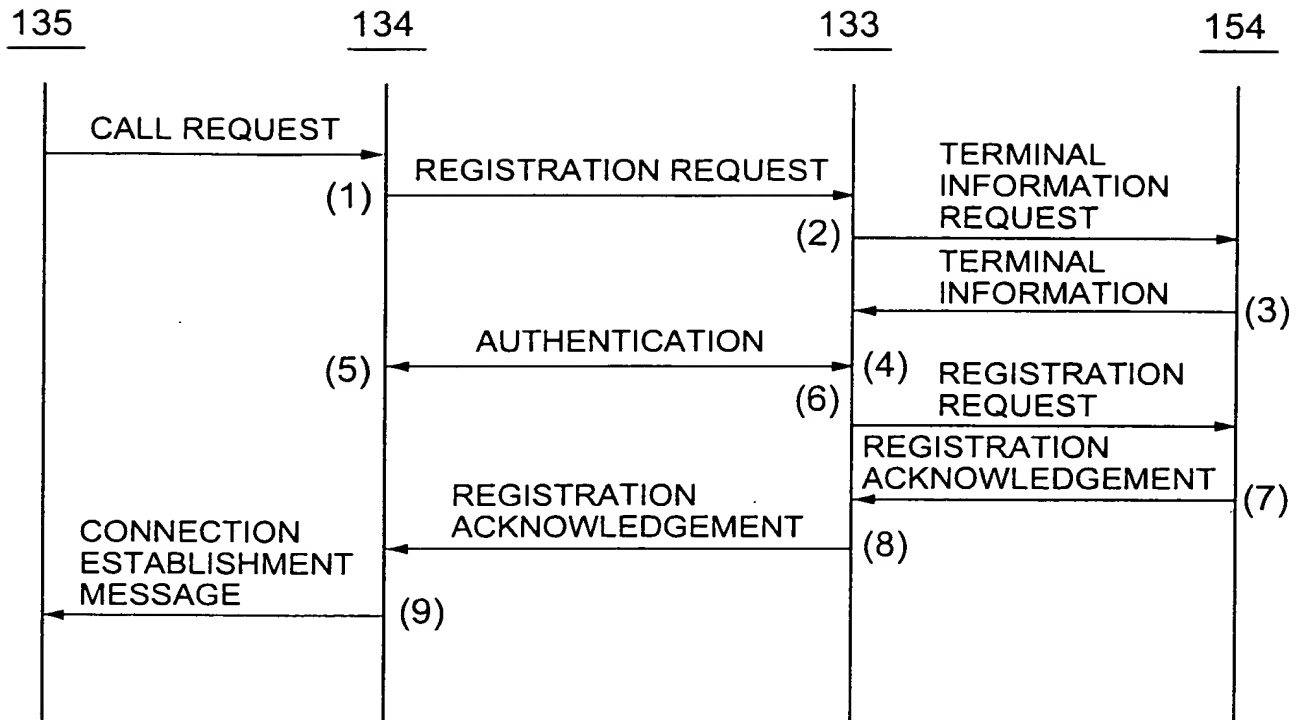 135
134
133
154
CALL REQUEST
(1)
REGISTRATION REQUEST
(2)
TERMINAL
INFORMATION
REQUEST
TERMINAL
INFORMATION
(3)
(5)
AUTHENTICATION
(4)
(6)
REGISTRATION
REQUEST
REGISTRATION
ACKNOWLEDGEMENT
(7)
REGISTRATION
ACKNOWLEDGEMENT
(8)
CONNECTION
ESTABLISHMENT
MESSAGE
(9)